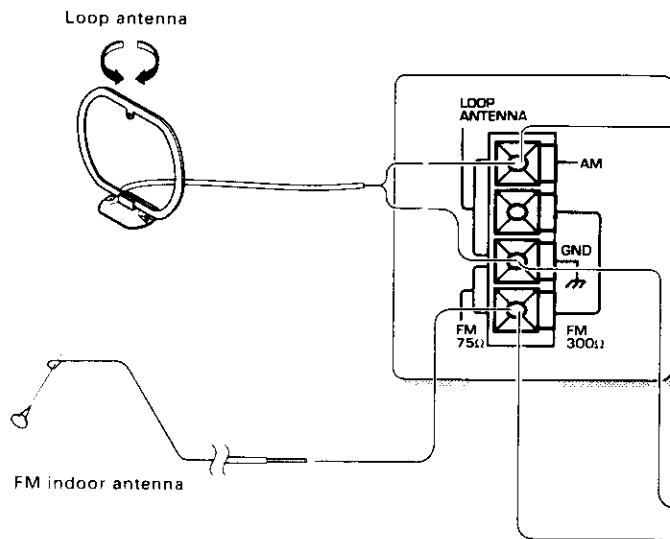 Loop antenna
LOOP
ANTENNA
AM
GND
FM
75Ω
FM
300Ω
FM indoor antenna